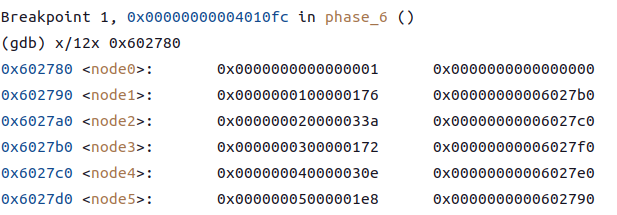 Breakpoint 1, 0x00000000004010fc in phase_6 ()
(gdb) x/12x 0x602780
0x602780 <node0>: 0x0000000000000001 0x0000000000000000
0x602790 <node1>: 0x0000000100000176 0x00000000006027b0
0x6027a0 <node2>: 0x000000020000033a 0x00000000006027c0
0x6027b0 <node3>: 0x0000000300000172 0x00000000006027f0
0x6027c0 <node4>: 0x000000040000030e 0x00000000006027e0
0x6027d0 <node5>: 0x00000005000001e8 0x0000000000602790